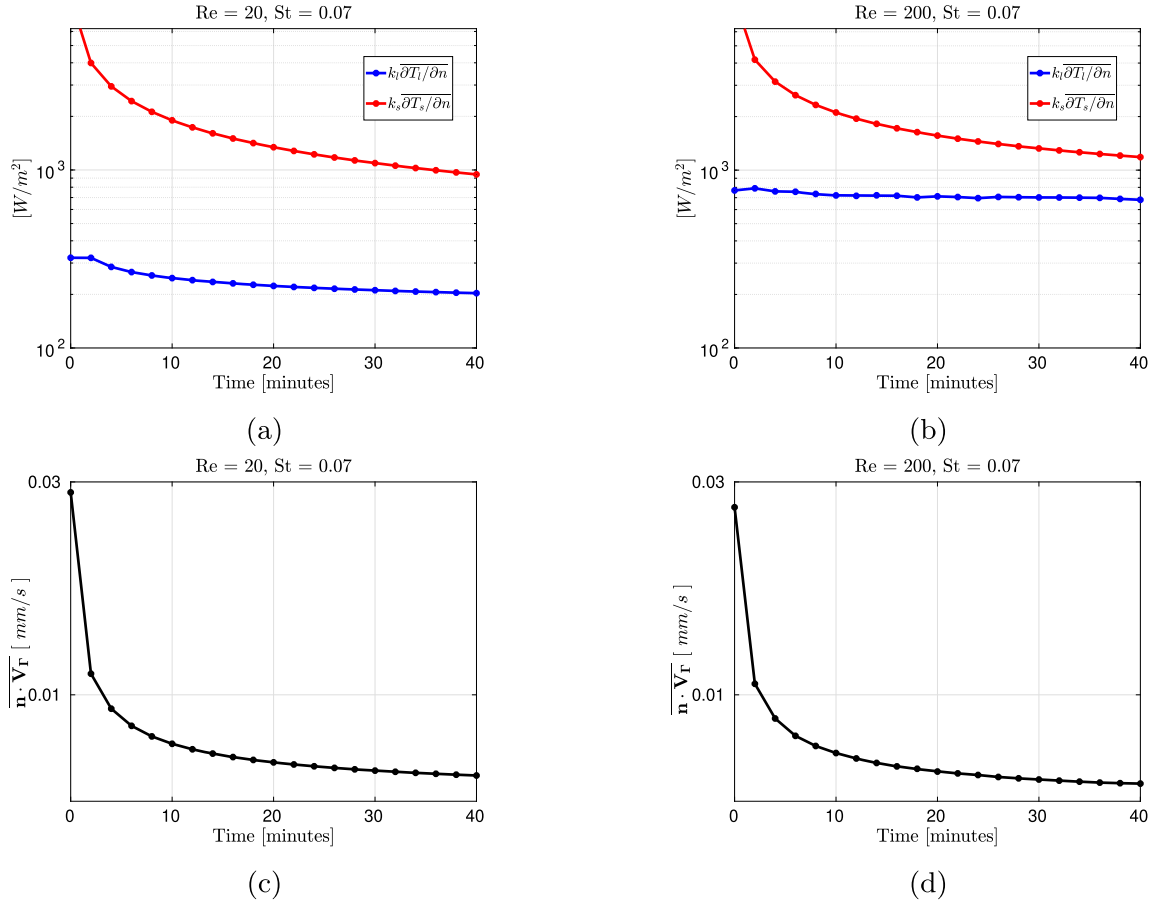 Re = 20, St = 0.07
[W/m²]
10³
10²
k_l ∂T_l/∂n
k_s ∂T_s/∂n
0 10 20 30 40
Time [minutes]
(a)
Re = 200, St = 0.07
[W/m²]
10³
10²
k_l ∂T_l/∂n
k_s ∂T_s/∂n
0 10 20 30 40
Time [minutes]
(b)
Re = 20, St = 0.07
n · V_Γ [ mm/s ]
0.03
0.01
0 10 20 30 40
Time [minutes]
(c)
Re = 200, St = 0.07
n · V_Γ [ mm/s ]
0.03
0.01
0 10 20 30 40
Time [minutes]
(d)